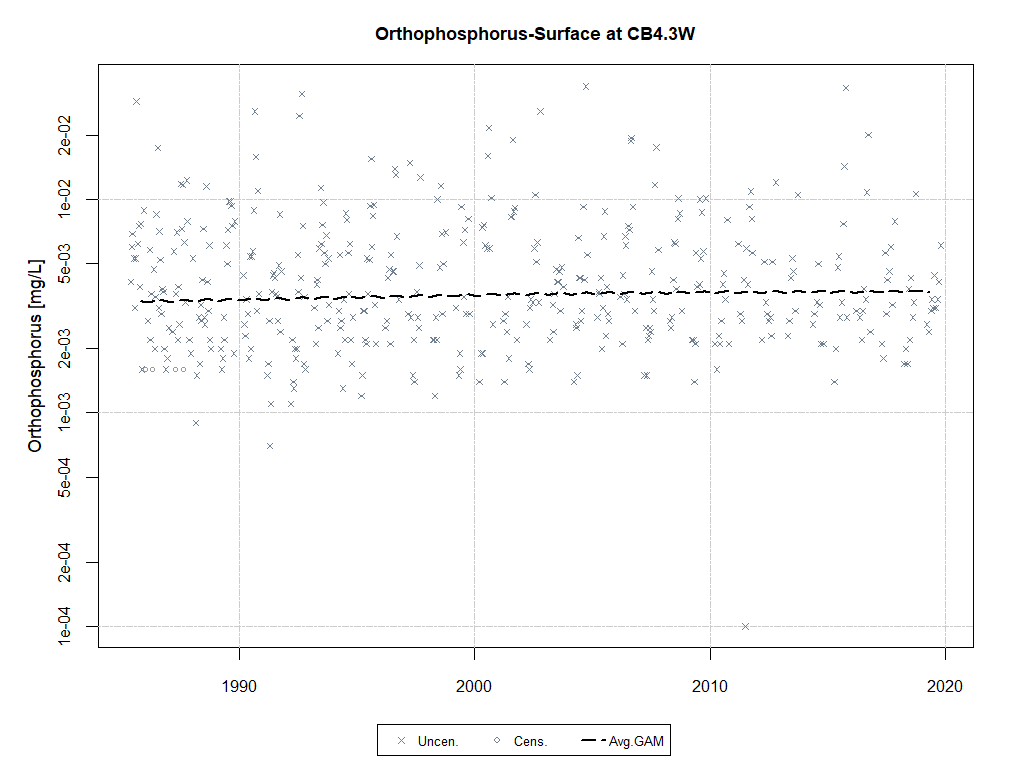 Orthophosphorus-Surface at CB4.3W
Orthophosphorus [mg/L]
2e-02
1e-02
5e-03
2e-03
1e-03
5e-04
2e-04
1e-04
1990 2000 2010 2020
Uncen. Cens. Avg.GAM